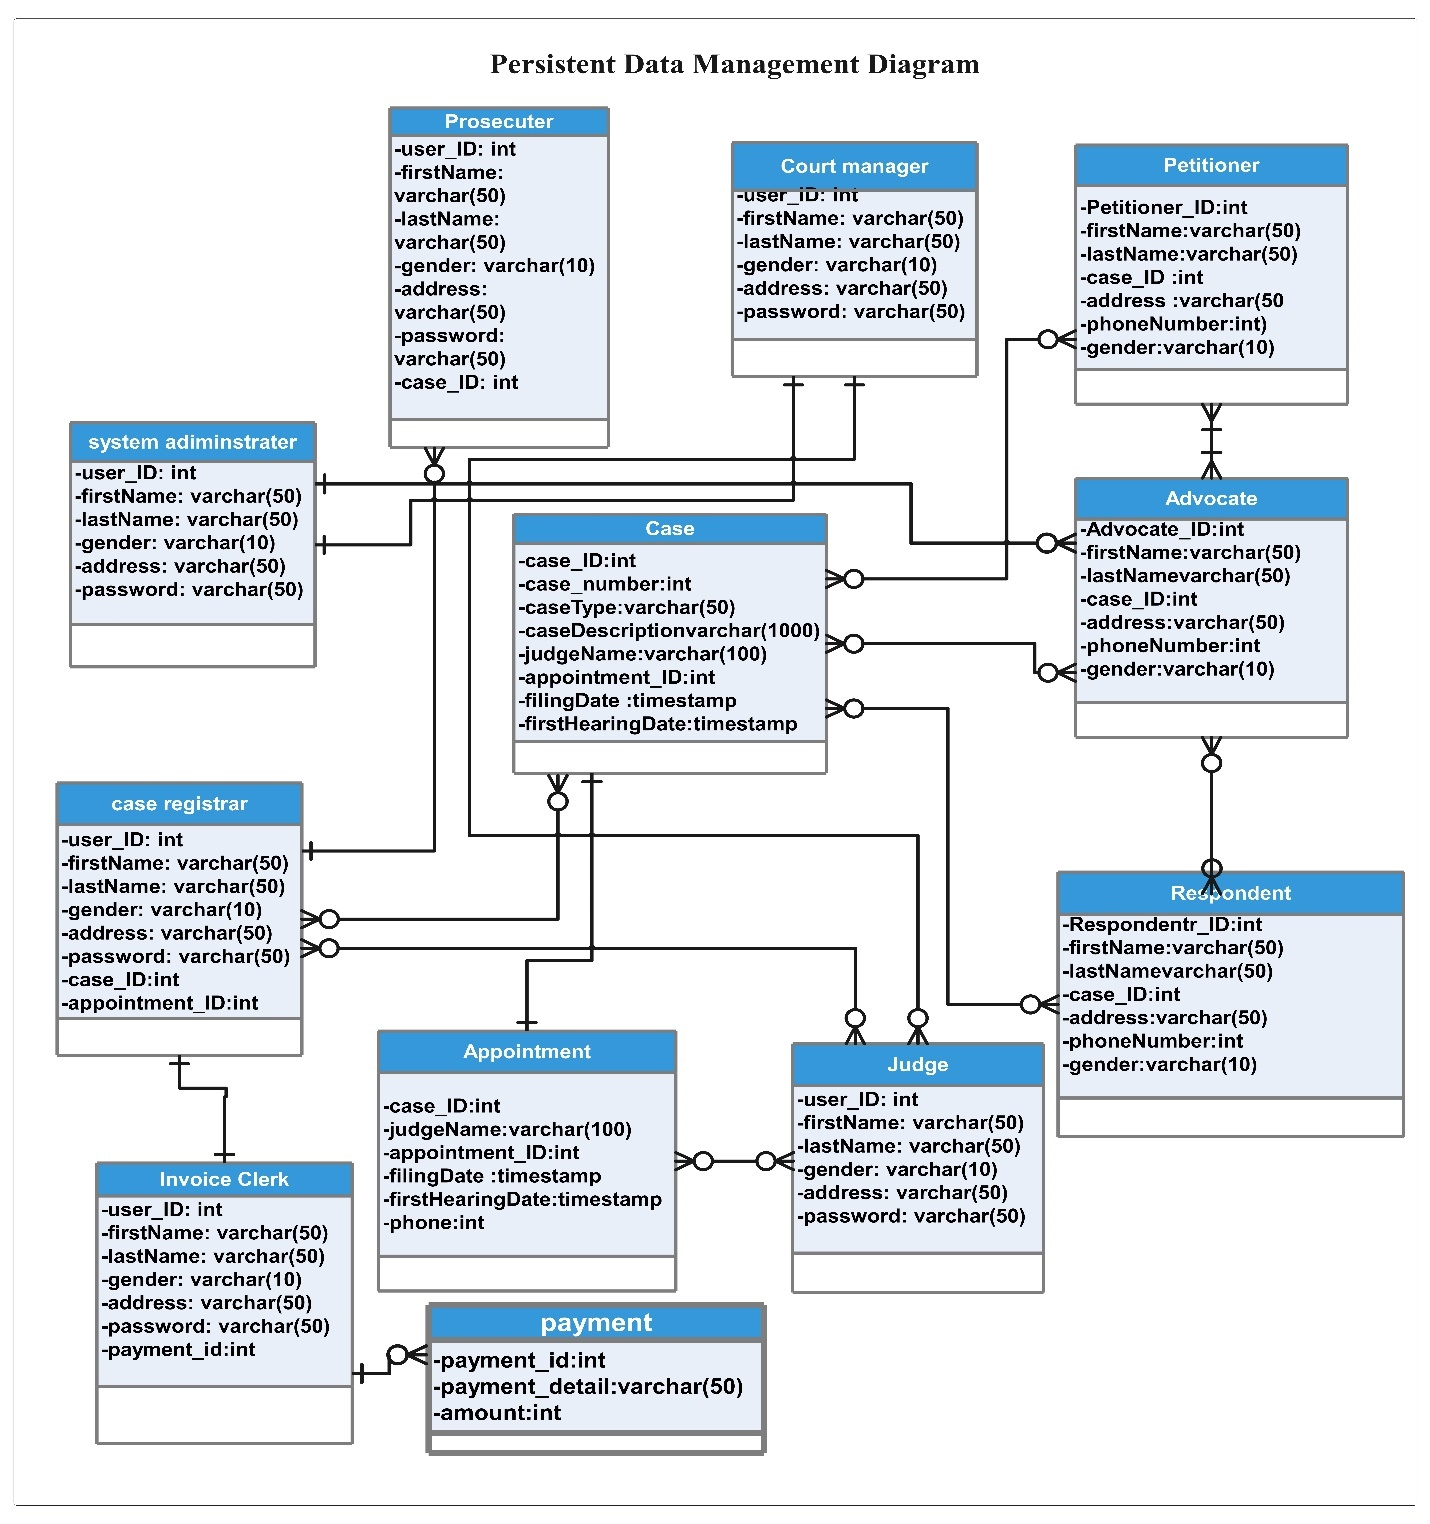 Persistent Data Management Diagram
Prosecuter
-user_ID: int
-firstName:
varchar(50)
-lastName:
varchar(50)
-gender: varchar(10)
-address:
varchar(50)
-password:
varchar(50)
-case_ID: int
Court manager
-user_ID: int
-firstName: varchar(50)
-lastName: varchar(50)
-gender: varchar(10)
-address: varchar(50)
-password: varchar(50)
Petitioner
-Petitioner_ID:int
-firstName:varchar(50)
-lastName:varchar(50)
-case_ID :int
-address :varchar(50
-phoneNumber:int)
-gender:varchar(10)
system adiminstrater
-user_ID: int
-firstName: varchar(50)
-lastName: varchar(50)
-gender: varchar(10)
-address: varchar(50)
-password: varchar(50)
Case
-case_ID:int
-case_number:int
-caseType:varchar(50)
-caseDescriptionvarchar(1000)
-judgeName:varchar(100)
-appointment_ID:int
-filingDate :timestamp
-firstHearingDate:timestamp
Advocate
-Advocate_ID:int
-firstName:varchar(50)
-lastNamevarchar(50)
-case_ID:int
-address:varchar(50)
-phoneNumber:int
-gender:varchar(10)
case registrar
-user_ID: int
-firstName: varchar(50)
-lastName: varchar(50)
-gender: varchar(10)
-address: varchar(50)
-password: varchar(50)
-case_ID:int
-appointment_ID:int
Respondent
-Respondentr_ID:int
-firstName:varchar(50)
-lastNamevarchar(50)
-case_ID:int
-address:varchar(50)
-phoneNumber:int
-gender:varchar(10)
Appointment
-case_ID:int
-judgeName:varchar(100)
-appointment_ID:int
-filingDate :timestamp
-firstHearingDate:timestamp
-phone:int
Judge
-user_ID: int
-firstName: varchar(50)
-lastName: varchar(50)
-gender: varchar(10)
-address: varchar(50)
-password: varchar(50)
Invoice Clerk
-user_ID: int
-firstName: varchar(50)
-lastName: varchar(50)
-gender: varchar(10)
-address: varchar(50)
-password: varchar(50)
-payment_id:int
payment
-payment_id:int
-payment_detail:varchar(50)
-amount:int